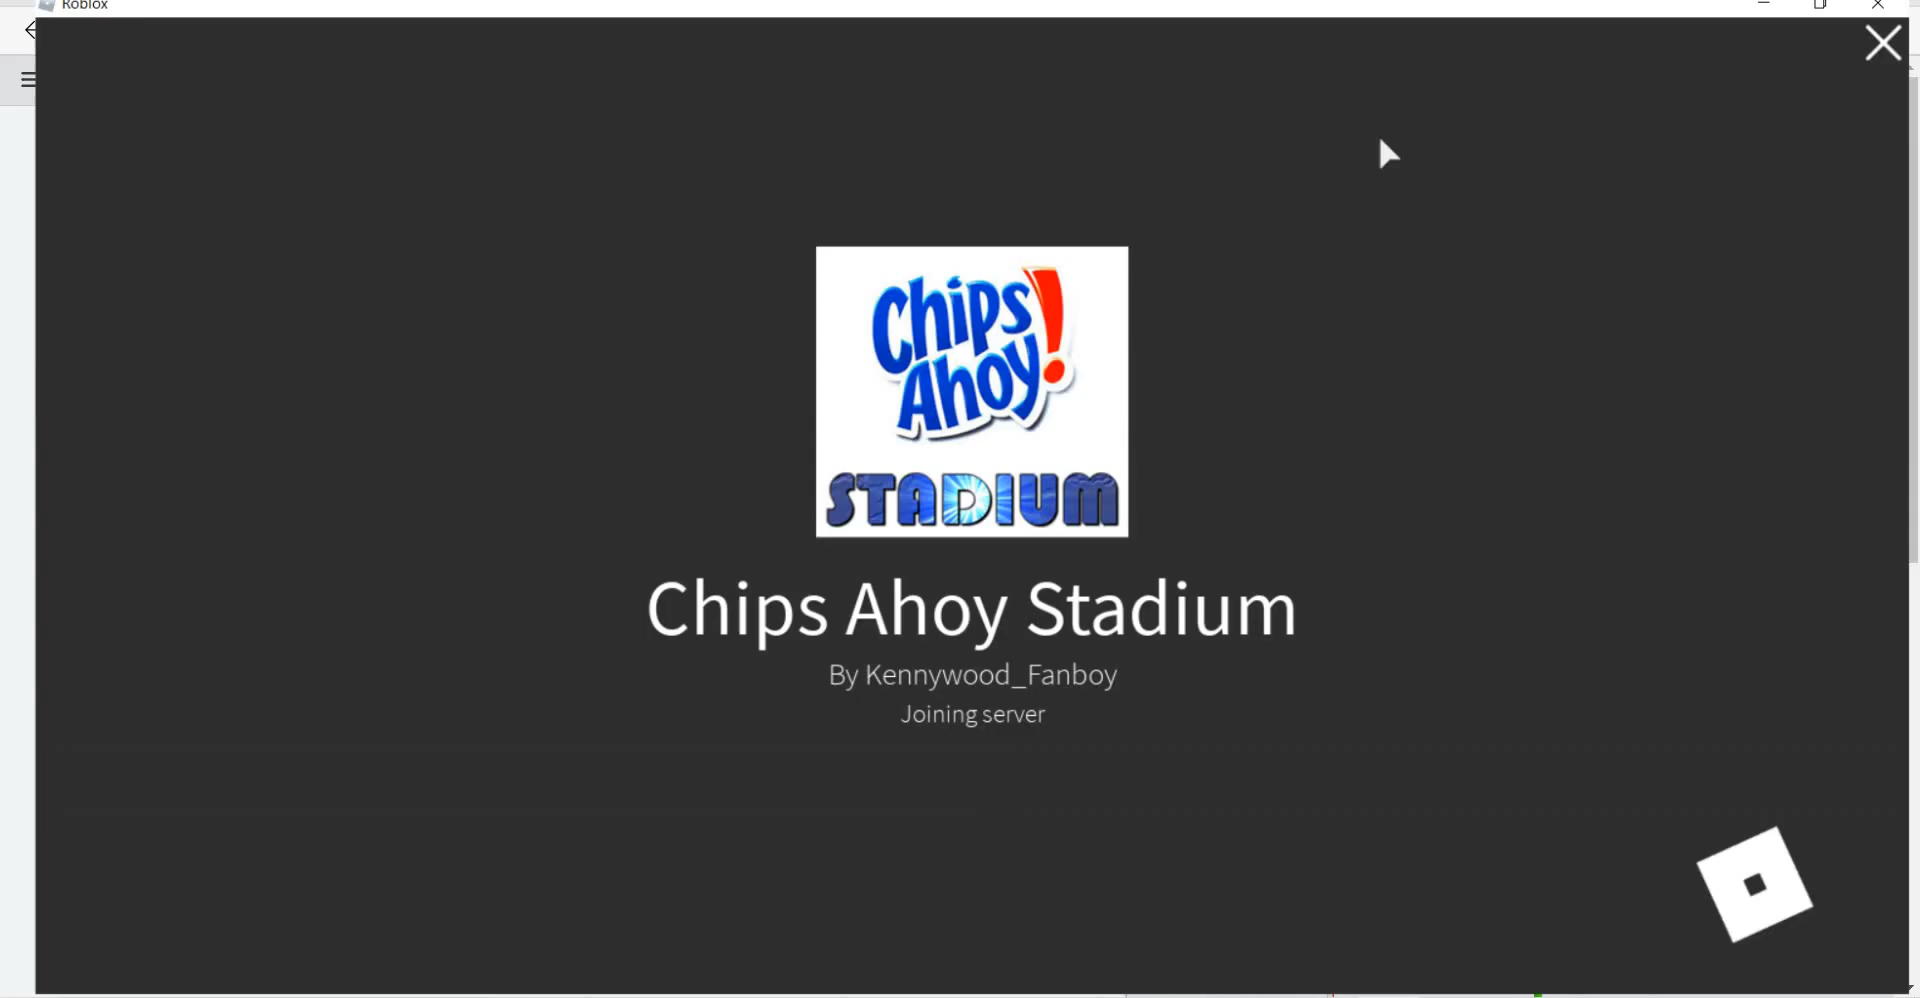 Roblox
Chips
Ahoy!
STADIUM
Chips Ahoy Stadium
By Kennywood_Fanboy
Joining server